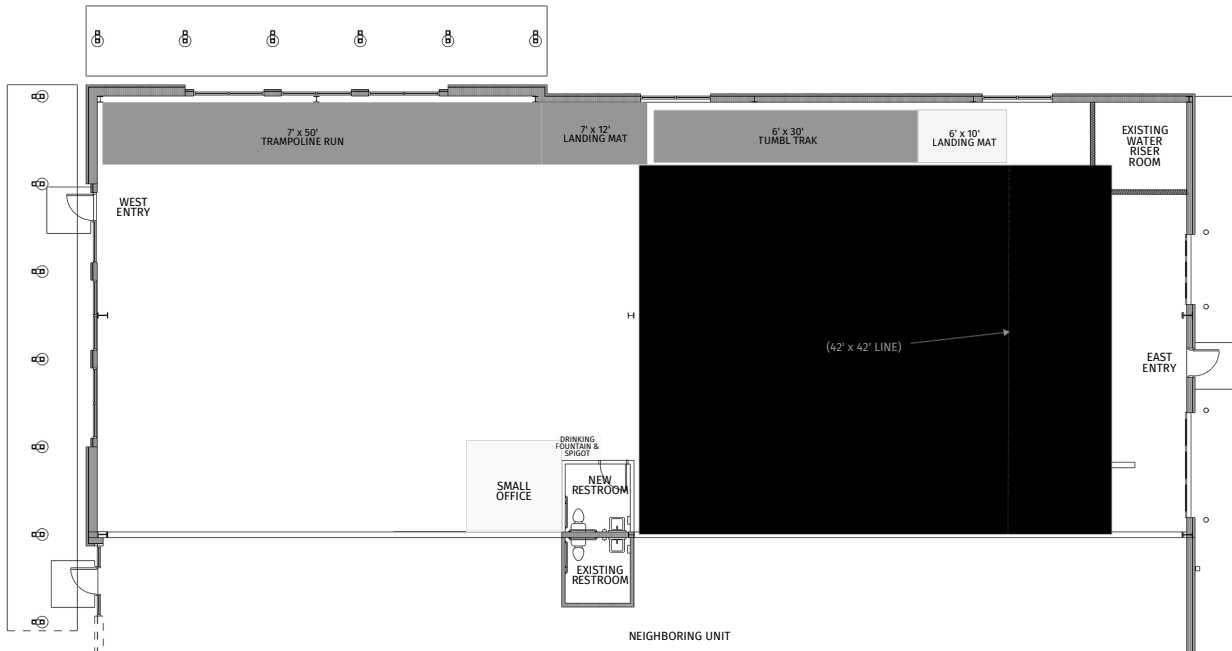 7' x 50'
TRAMPOLINE RUN
7' x 12'
LANDING MAT
6' x 30'
TUMBL TRAK
6' x 10'
LANDING MAT
EXISTING
WATER
RISER
ROOM
WEST
ENTRY
(42' x 42' LINE)
EAST
ENTRY
DRINKING
FOUNTAIN &
SPIGOT
SMALL
OFFICE
NEW
RESTROOM
EXISTING
RESTROOM
NEIGHBORING UNIT